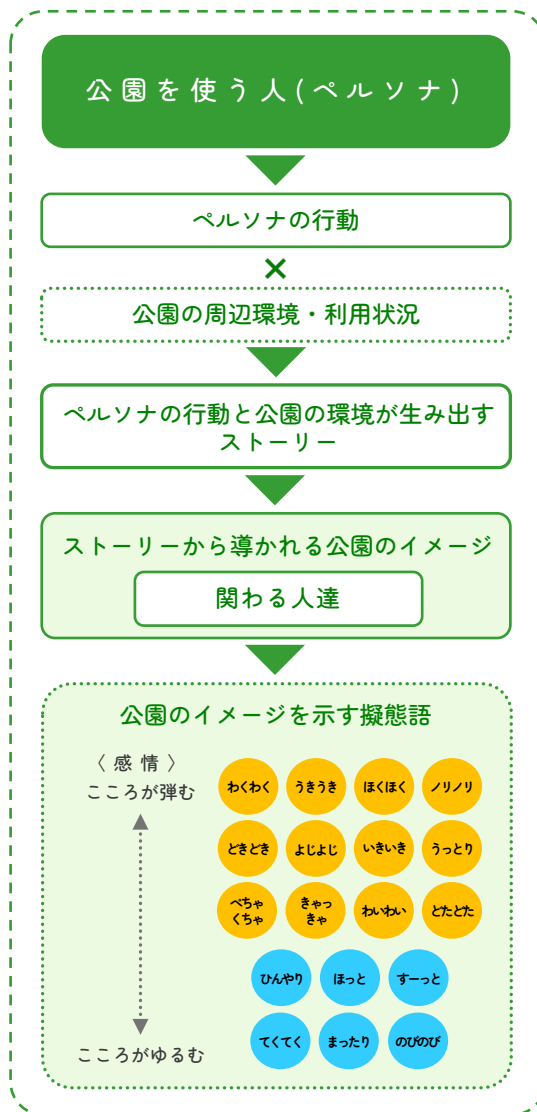 公園を使う人(ペルソナ)
ペルソナの行動
×
公園の周辺環境・利用状況
ペルソナの行動と公園の環境が生み出す
ストーリー
ストーリーから導かれる公園のイメージ
関わる人達
公園のイメージを示す擬態語
〈感情〉
こころが弾む
わくわく うきうき ほくほく ノリノリ
どきどき よじよじ いきいき うっとり
ぺちゃ
くちゃ
きゃっ
きゃ
わいわい どたどた
ひんやり ほっと すーっと
てくてく まったり のびのび
こころがゆるむ